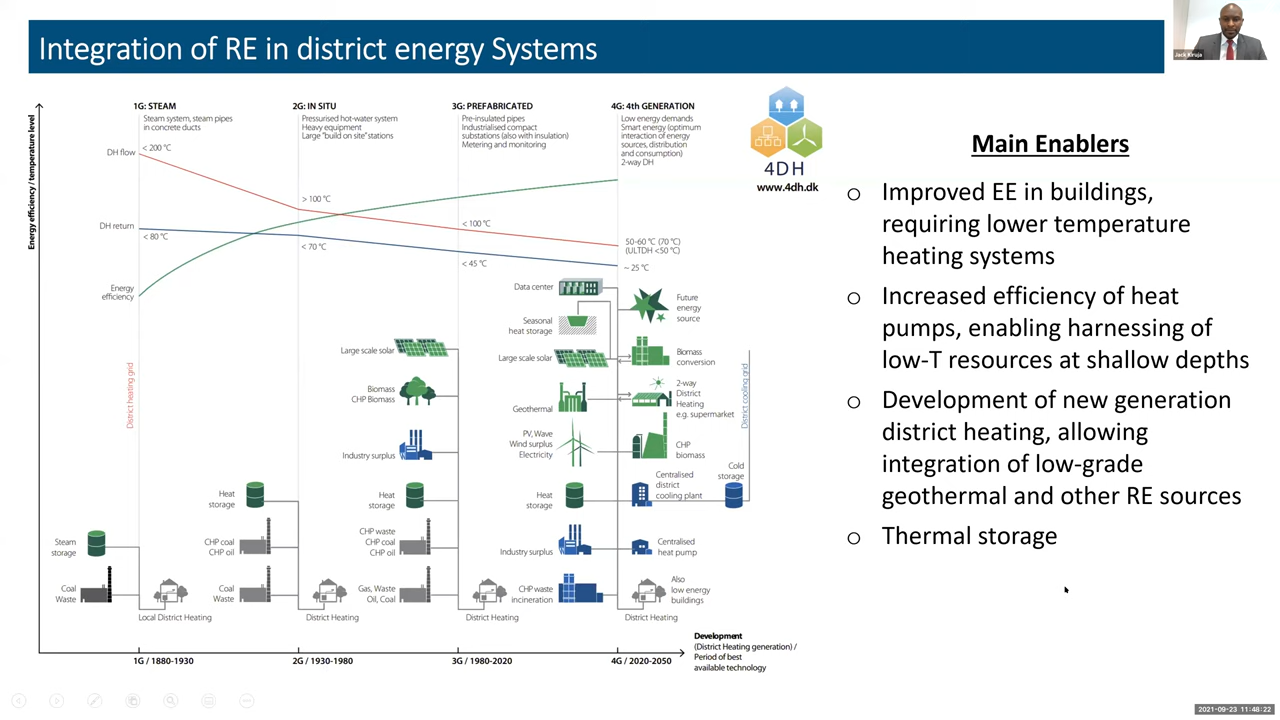 Integration of RE in district energy Systems
Jack Kiruja
1G: STEAM
Steam system, steam pipes
in concrete ducts
2G: IN SITU
Pressurised hot-water system
Heavy equipment
Large "build on site" stations
3G: PREFABRICATED
Pre-insulated pipes
Industrialised compact
substations (also with insulation)
Metering and monitoring
4G: 4th GENERATION
Low energy demands
Smart energy (optimum
interaction of energy
sources, distribution
and consumption)
2-way DH
4DH
www.4dh.dk
Energy efficiency / temperature level
DH flow
< 200 °C
> 100 °C
< 100 °C
50-60 °C (70 °C)
(ULTDH <50 °C)
DH return
< 80 °C
< 70 °C
< 45 °C
~ 25 °C
Energy
efficiency
District heating grid
District cooling grid
Data center
Future
energy
source
Seasonal
heat storage
Large scale solar
Large scale solar
Biomass
conversion
Biomass
CHP Biomass
Geothermal
2-way
District
Heating
e.g. supermarket
Industry surplus
PV, Wave
Wind surplus
Electricity
CHP
biomass
Heat
storage
Heat
storage
Heat
storage
Centralised
district
cooling plant
Cold
storage
Steam
storage
CHP coal
CHP oil
CHP waste
CHP coal
CHP oil
Industry surplus
Centralised
heat pump
Coal
Waste
Coal
Waste
Gas, Waste
Oil, Coal
CHP waste
incineration
Also
low energy
buildings
Local District Heating
District Heating
District Heating
District Heating
1G / 1880-1930
2G / 1930-1980
3G / 1980-2020
4G / 2020-2050
Development
(District Heating generation) /
Period of best
available technology
Main Enablers
o Improved EE in buildings,
requiring lower temperature
heating systems
o Increased efficiency of heat
pumps, enabling harnessing of
low-T resources at shallow depths
o Development of new generation
district heating, allowing
integration of low-grade
geothermal and other RE sources
o Thermal storage
2021-09-23 11:48:22